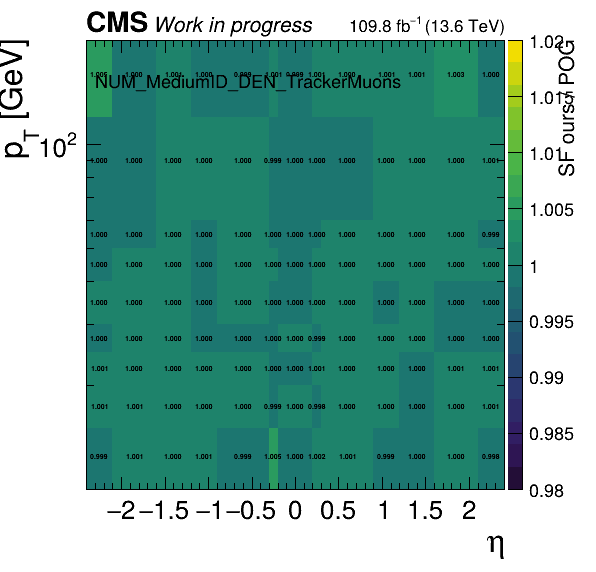 CMS Work in progress 109.8 fb⁻¹ (13.6 TeV)
NUM_MediumID_DEN_TrackerMuons
p_T [GeV]
10²
1.000 1.000 1.000 1.000 1.000 0.999 1.000 1.000 1.000 1.000 1.000 1.000 1.001
1.000 1.000 1.000 1.000 1.000 1.000 1.000 1.000 1.000 1.000 1.000 1.000 0.999
1.000 1.000 1.000 1.000 1.000 1.000 1.000 1.000 1.000 1.000 1.000 1.000 1.000
1.000 1.000 1.000 1.000 1.000 1.000 1.000 1.000 1.000 1.000 1.000 1.000 1.000
1.000 1.000 1.000 1.000 1.000 1.000 1.000 0.999 1.000 1.000 1.000 1.000 1.000
1.001 1.000 1.000 1.000 1.000 1.000 1.000 1.000 1.000 1.000 1.000 1.001 1.001
1.001 1.001 1.000 1.000 1.000 0.999 1.000 0.998 1.000 1.000 1.000 1.000 1.001
0.999 1.001 1.000 1.001 0.999 1.005 1.000 1.002 1.001 1.000 1.000 1.000 0.998
−2 −1.5 −1 −0.5 0 0.5 1 1.5 2
η
1.02
1.015
1.01
1.005
1
0.995
0.99
0.985
0.98
SF ours / POG